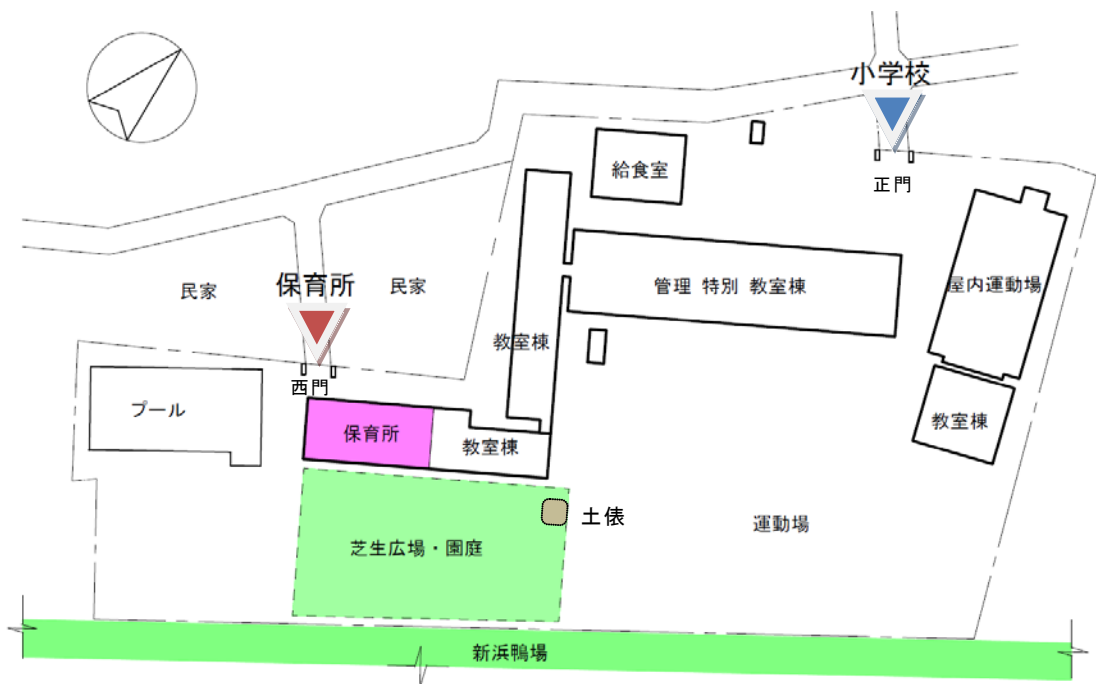 小学校
正門
給食室
管理 特別 教室棟
屋内運動場
民家
保育所
民家
教室棟
西門
プール
保育所
教室棟
教室棟
土俵
運動場
芝生広場・園庭
新浜鴨場